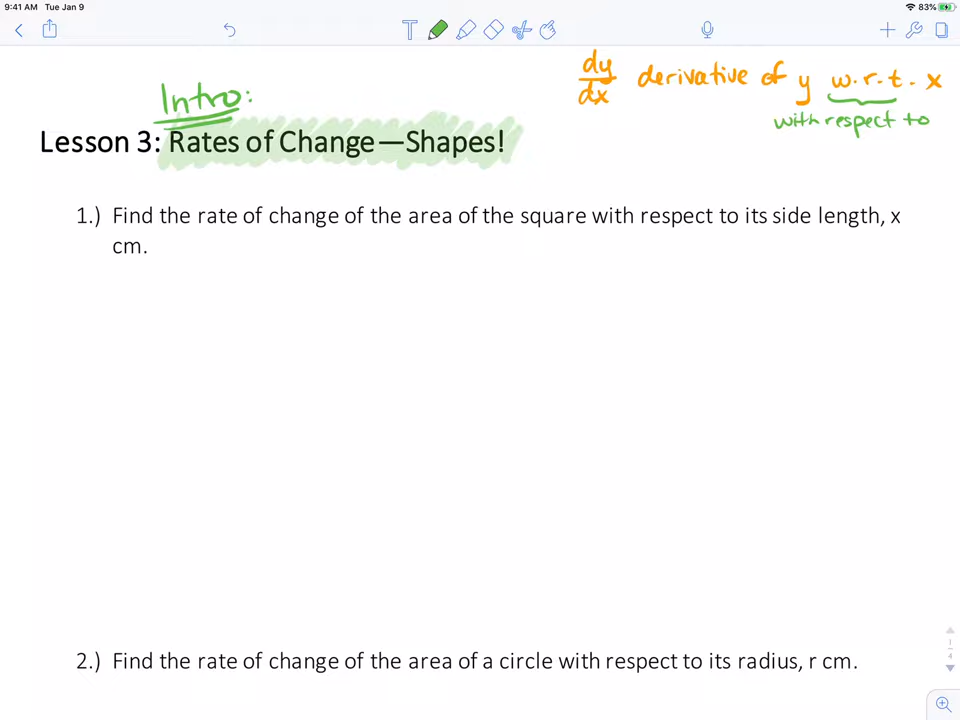 9:41 AM Tue Jan 9
83%
dy/dx derivative of y w.r.t. x
with respect to
Intro:
Lesson 3: Rates of Change—Shapes!
1.) Find the rate of change of the area of the square with respect to its side length, x
cm.
2.) Find the rate of change of the area of a circle with respect to its radius, r cm.
1
4